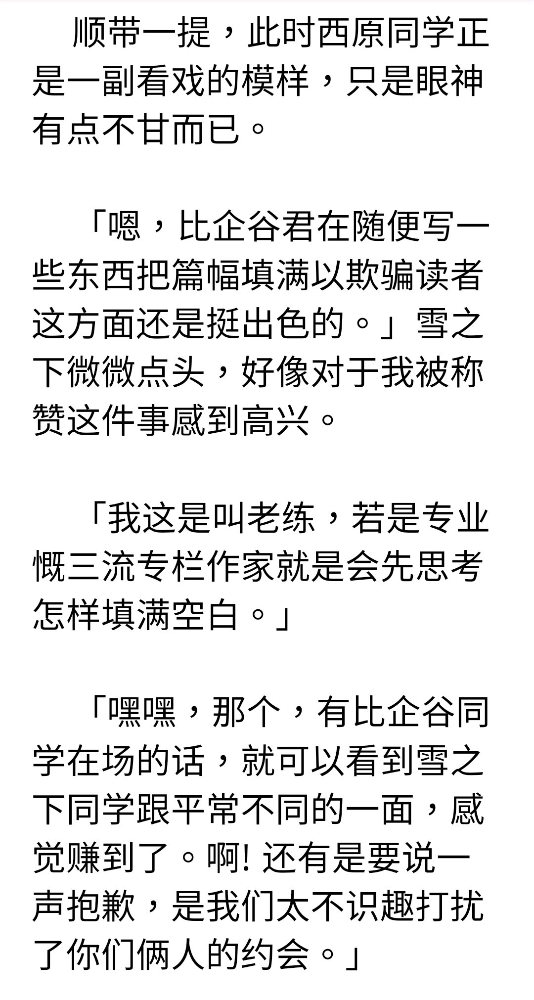 顺带一提，此时西原同学正
是一副看戏的模样，只是眼神
有点不甘而已。
「嗯，比企谷君在随便写一
些东西把篇幅填满以欺骗读者
这方面还是挺出色的。」雪之
下微微点头，好像对于我被称
赞这件事感到高兴。
「我这是叫老练，若是专业
慨三流专栏作家就是会先思考
怎样填满空白。」
「嘿嘿，那个，有比企谷同
学在场的话，就可以看到雪之
下同学跟平常不同的一面，感
觉赚到了。啊! 还有是要说一
声抱歉，是我们太不识趣打扰
了你们俩人的约会。」